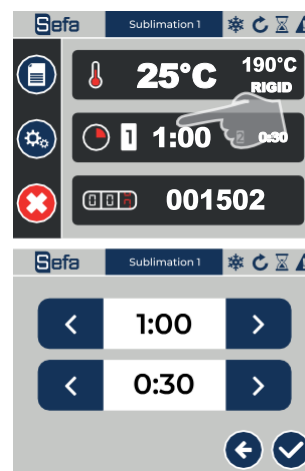 Sefa Sublimation 1
25°C 190°C
RIGID
1 1:00 2 0:30
00n 001502
Sefa Sublimation 1
1:00
0:30